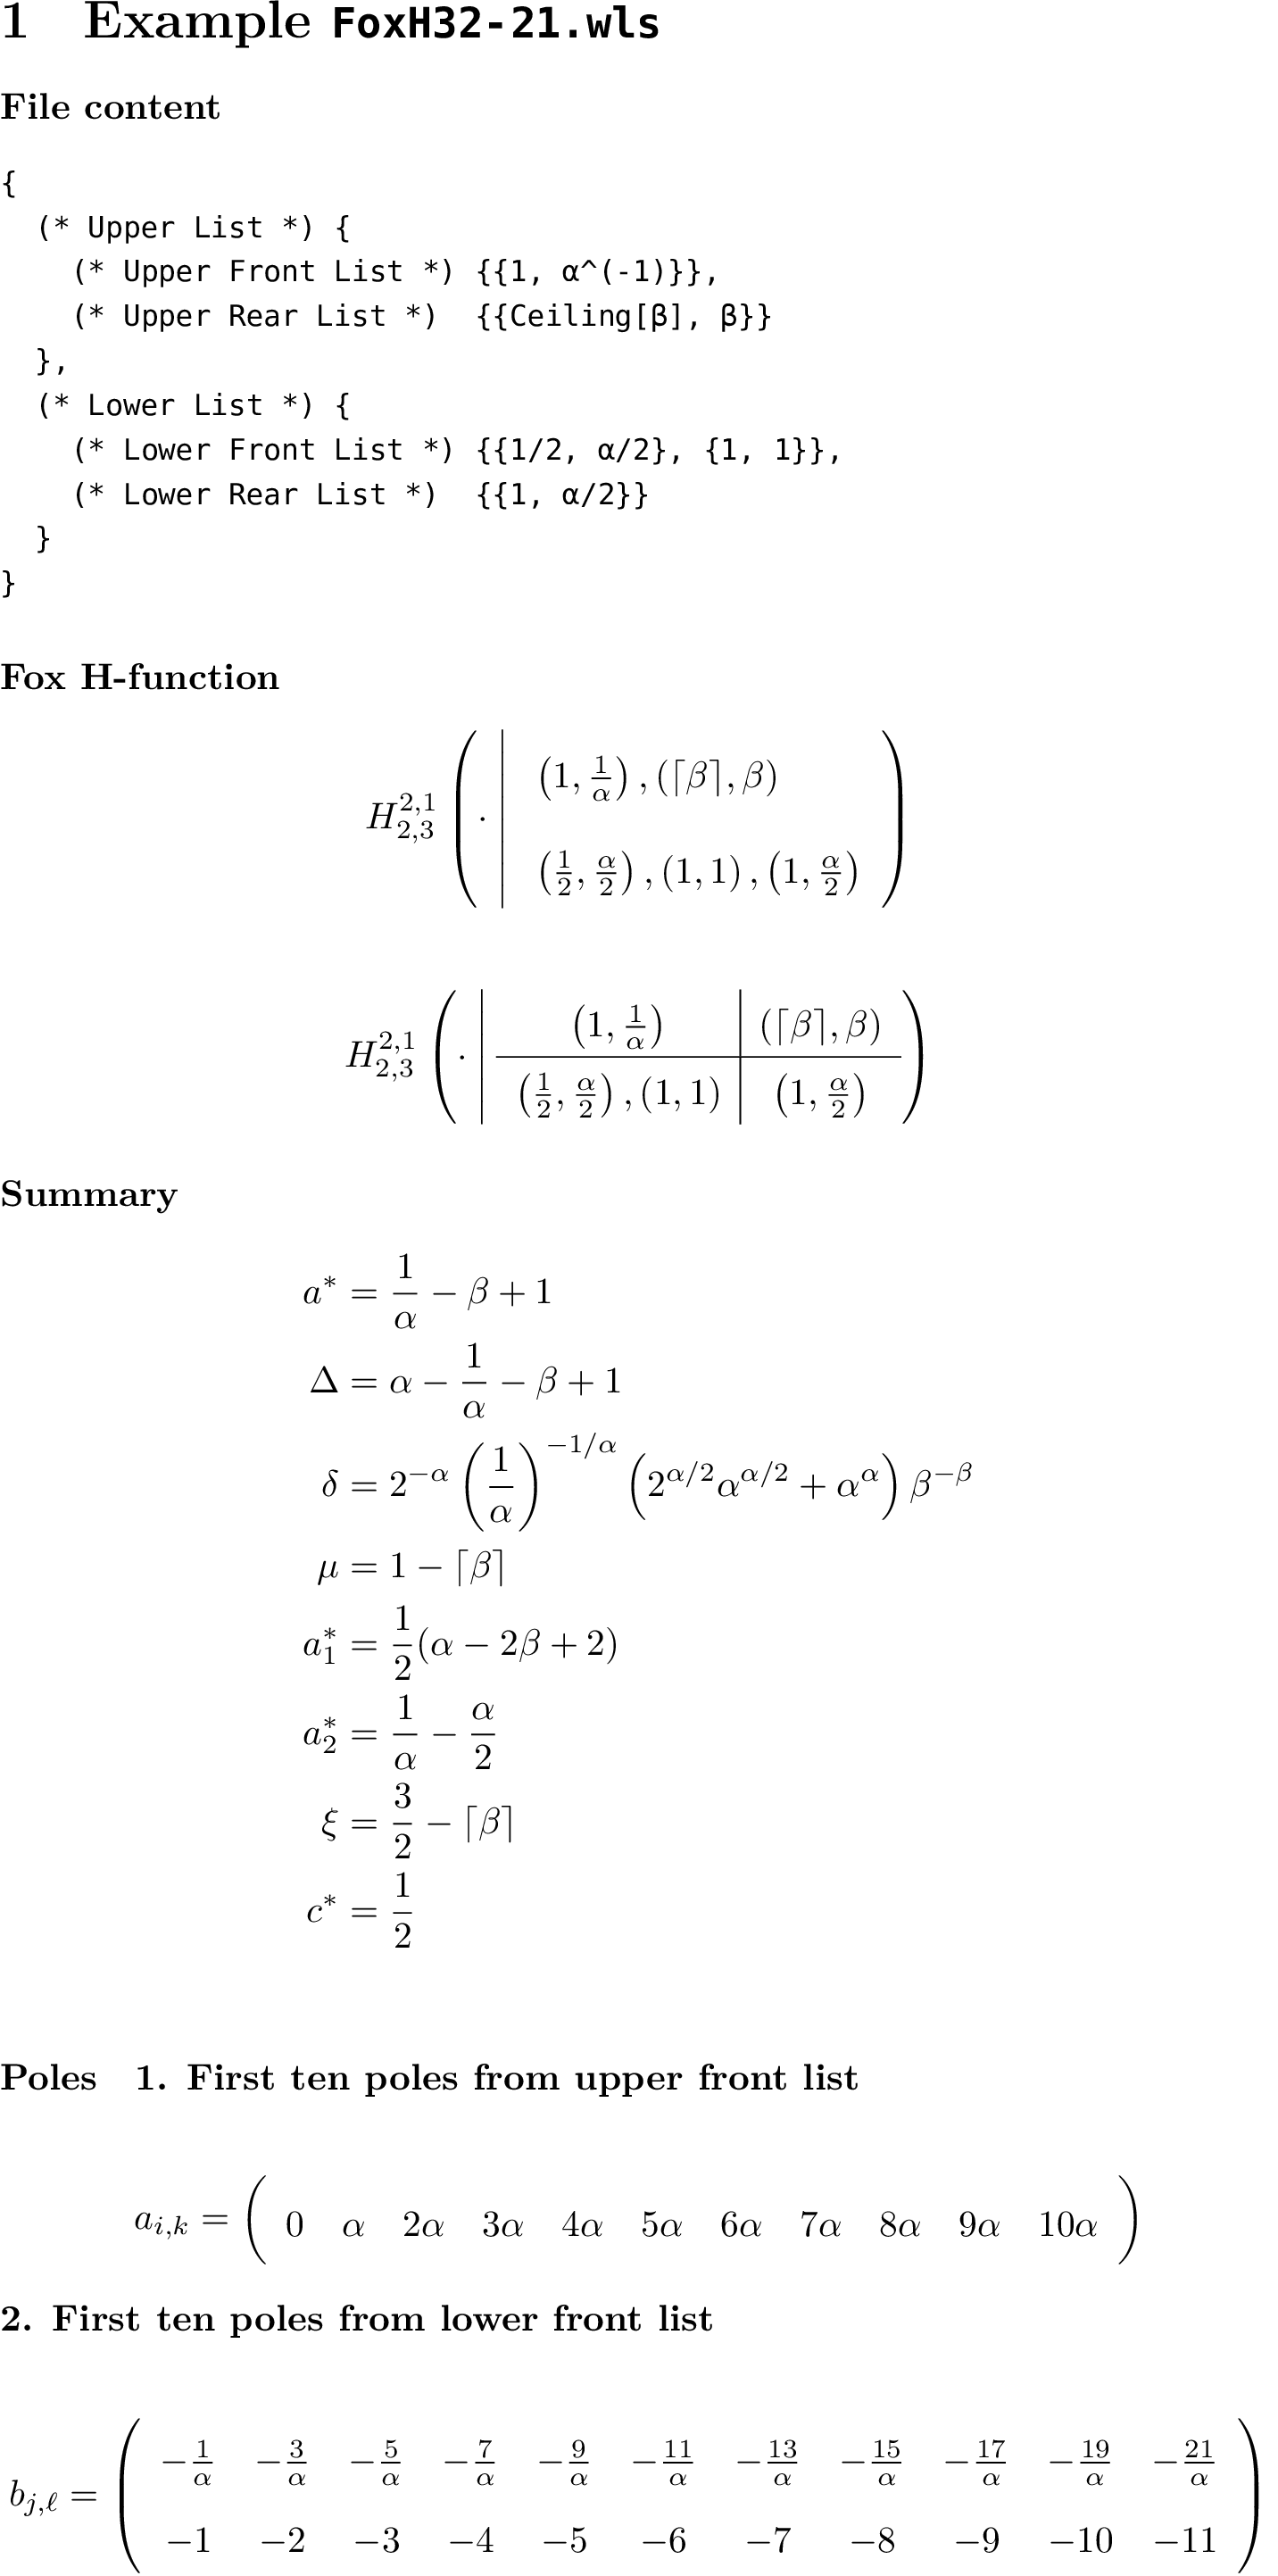 1 Example FoxH32-21.wls
File content
{
  (* Upper List *) {
    (* Upper Front List *) {{1, α^(-1)}},
    (* Upper Rear List *)  {{Ceiling[β], β}}
  },
  (* Lower List *) {
    (* Lower Front List *) {{1/2, α/2}, {1, 1}},
    (* Lower Rear List *)  {{1, α/2}}
  }
}
Fox H-function
$H_{2,3}^{2,1}\left(\cdot\,\middle|\begin{array}{l}\left(1,\frac{1}{\alpha}\right),(\lceil\beta\rceil,\beta)\\ \left(\frac{1}{2},\frac{\alpha}{2}\right),(1,1),\left(1,\frac{\alpha}{2}\right)\end{array}\right)$
$H_{2,3}^{2,1}\left(\cdot\,\middle|\begin{array}{c|c}\left(1,\frac{1}{\alpha}\right)&(\lceil\beta\rceil,\beta)\\ \hline \left(\frac{1}{2},\frac{\alpha}{2}\right),(1,1)&\left(1,\frac{\alpha}{2}\right)\end{array}\right)$
Summary
$a^* = \frac{1}{\alpha} - \beta + 1$
$\Delta = \alpha - \frac{1}{\alpha} - \beta + 1$
$\delta = 2^{-\alpha}\left(\frac{1}{\alpha}\right)^{-1/\alpha}\left(2^{\alpha/2}\alpha^{\alpha/2} + \alpha^{\alpha}\right)\beta^{-\beta}$
$\mu = 1 - \lceil\beta\rceil$
$a_1^* = \frac{1}{2}(\alpha - 2\beta + 2)$
$a_2^* = \frac{1}{\alpha} - \frac{\alpha}{2}$
$\xi = \frac{3}{2} - \lceil\beta\rceil$
$c^* = \frac{1}{2}$
Poles 1. First ten poles from upper front list
$a_{i,k} = \left(\begin{array}{ccccccccccc}0&\alpha&2\alpha&3\alpha&4\alpha&5\alpha&6\alpha&7\alpha&8\alpha&9\alpha&10\alpha\end{array}\right)$
2. First ten poles from lower front list
$b_{j,\ell} = \left(\begin{array}{ccccccccccc}-\frac{1}{\alpha}&-\frac{3}{\alpha}&-\frac{5}{\alpha}&-\frac{7}{\alpha}&-\frac{9}{\alpha}&-\frac{11}{\alpha}&-\frac{13}{\alpha}&-\frac{15}{\alpha}&-\frac{17}{\alpha}&-\frac{19}{\alpha}&-\frac{21}{\alpha}\\ -1&-2&-3&-4&-5&-6&-7&-8&-9&-10&-11\end{array}\right)$